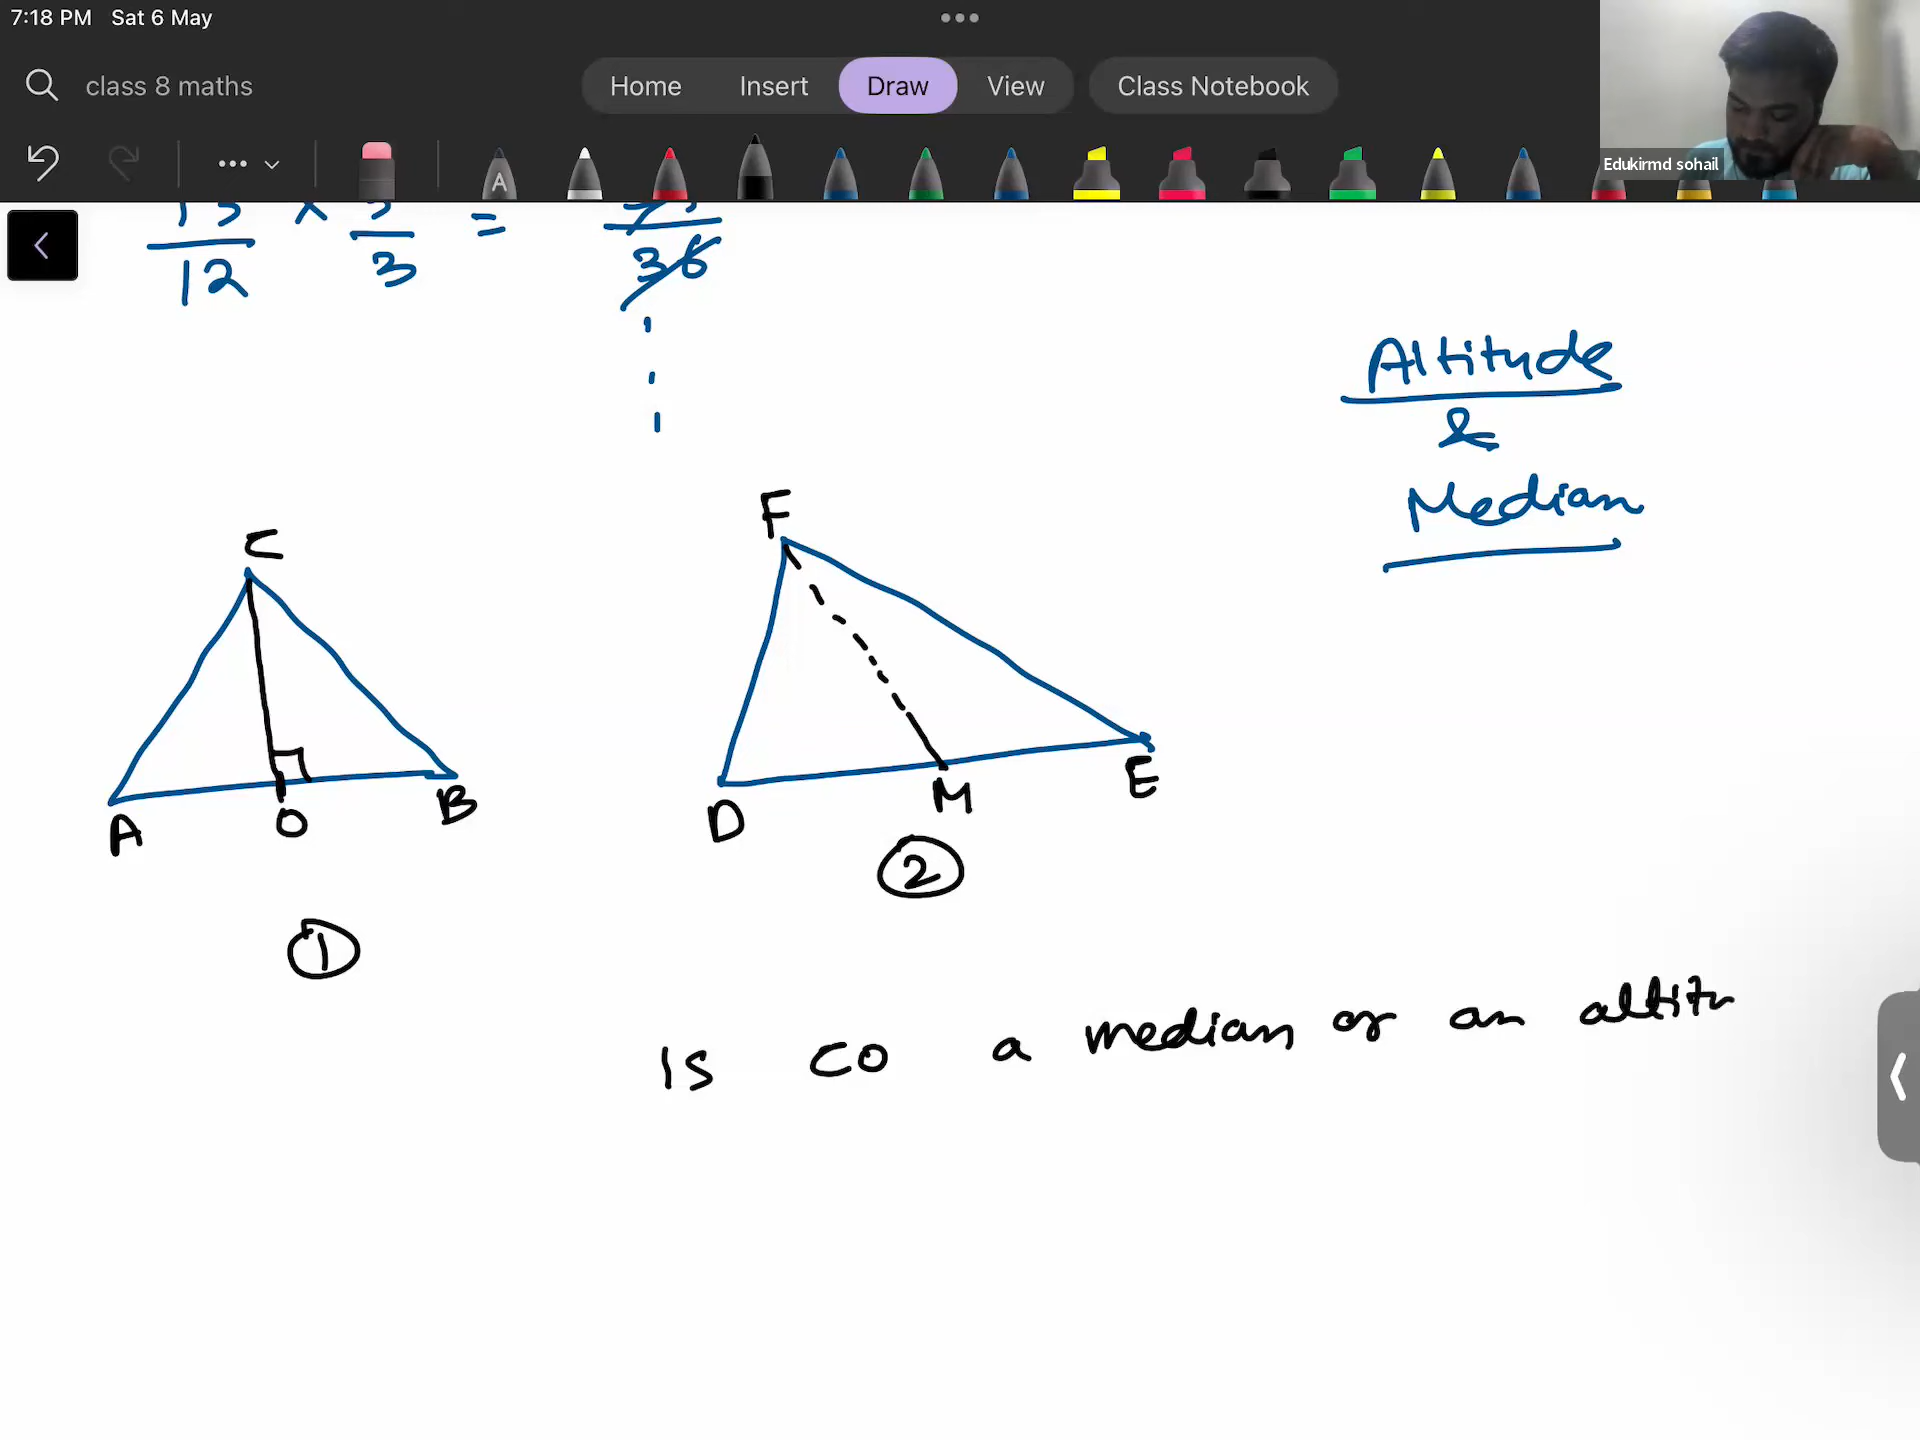 7:18 PM Sat 6 May
class 8 maths
Home Insert Draw View Class Notebook
A
Edukirmd sohail
× =
12 3 36
Altitude
&
Median
F
C
A O B
D M E
2
1
Is CO a median or an altitu